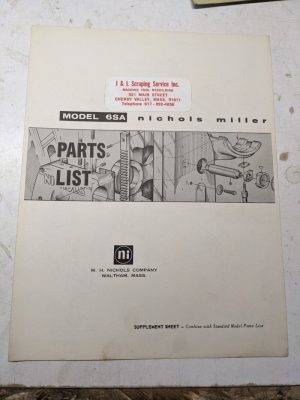 J & L Scraping Service Inc.
MACHINE TOOL REBUILDING
501 MAIN STREET
CHERRY VALLEY, MASS. 01611
MODEL 6SA nichols miller
PARTS
LIST
ni
W. H. NICHOLS COMPANY
WALTHAM, MASS.
SUPPLEMENT SHEET – Combine with Standard Model Parts List